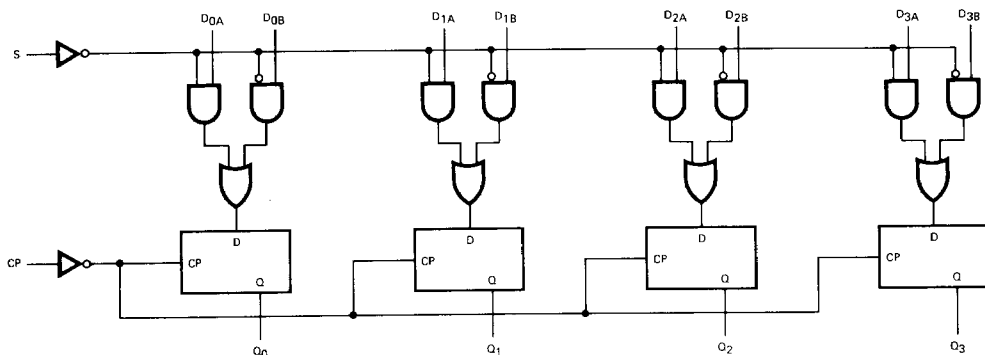 D0A D0B D1A D1B D2A D2B D3A D3B
S
D D D D
CP CP CP CP CP
Q Q Q Q
Q0 Q1 Q2 Q3